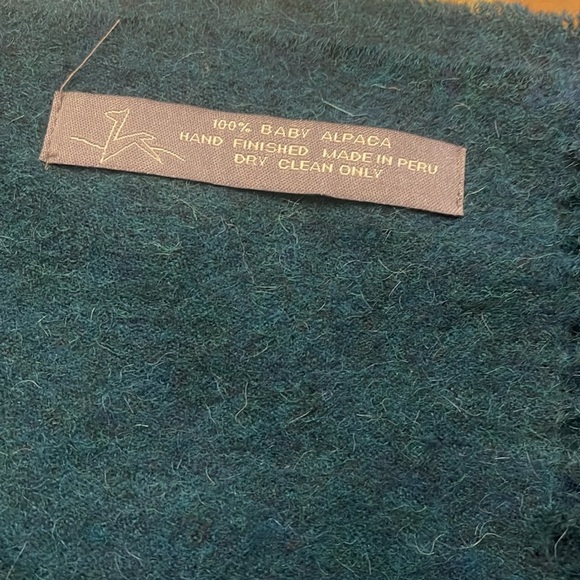 100% BABY ALPACA
HAND FINISHED MADE IN PERU
DRY CLEAN ONLY